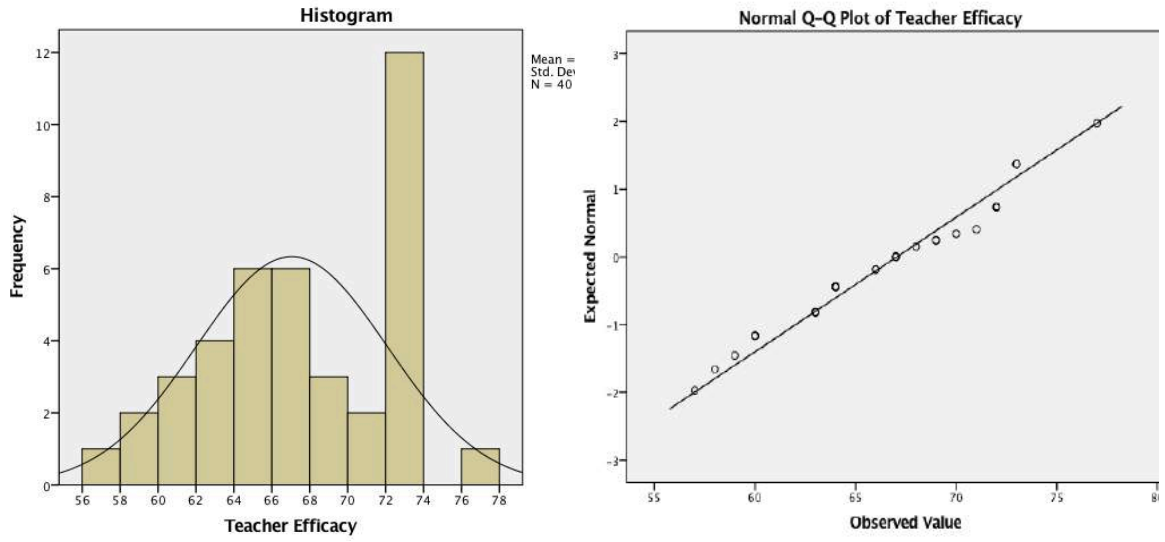 Histogram
12
10
8
6
4
2
0
56 58 60 62 64 66 68 70 72 74 76 78
Frequency
Teacher Efficacy
Mean =
Std. Dev
N = 40
Normal Q-Q Plot of Teacher Efficacy
3
2
1
0
-1
-2
-3
55 60 65 70 75
Expected Normal
Observed Value